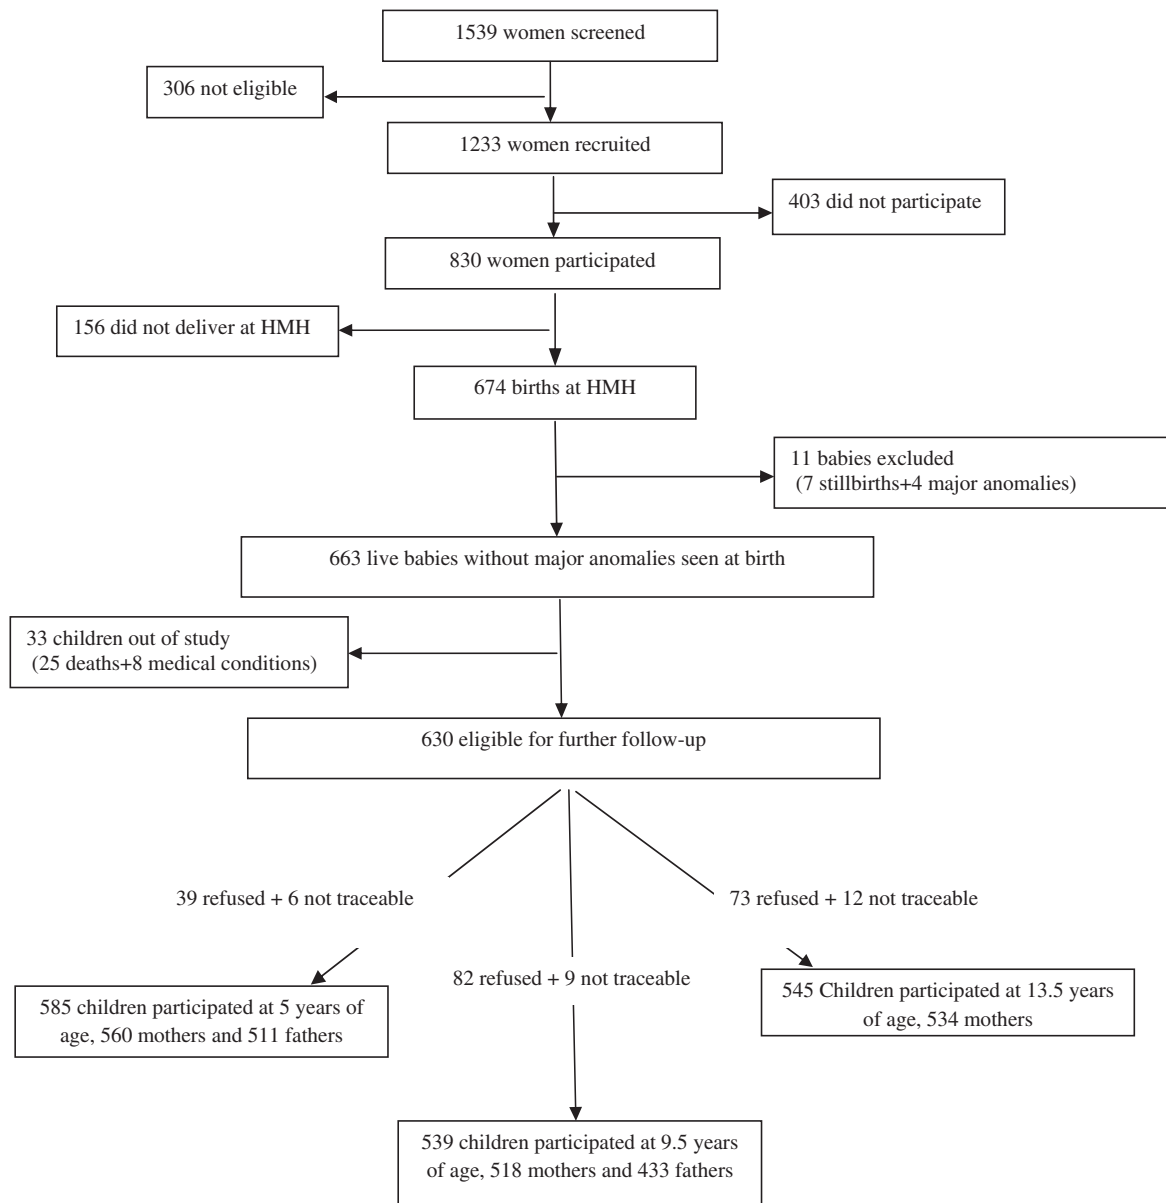 1539 women screened
306 not eligible
1233 women recruited
403 did not participate
830 women participated
156 did not deliver at HMH
674 births at HMH
11 babies excluded
(7 stillbirths+4 major anomalies)
663 live babies without major anomalies seen at birth
33 children out of study
(25 deaths+8 medical conditions)
630 eligible for further follow-up
39 refused + 6 not traceable
73 refused + 12 not traceable
82 refused + 9 not traceable
585 children participated at 5 years of
age, 560 mothers and 511 fathers
545 Children participated at 13.5 years
of age, 534 mothers
539 children participated at 9.5 years
of age, 518 mothers and 433 fathers